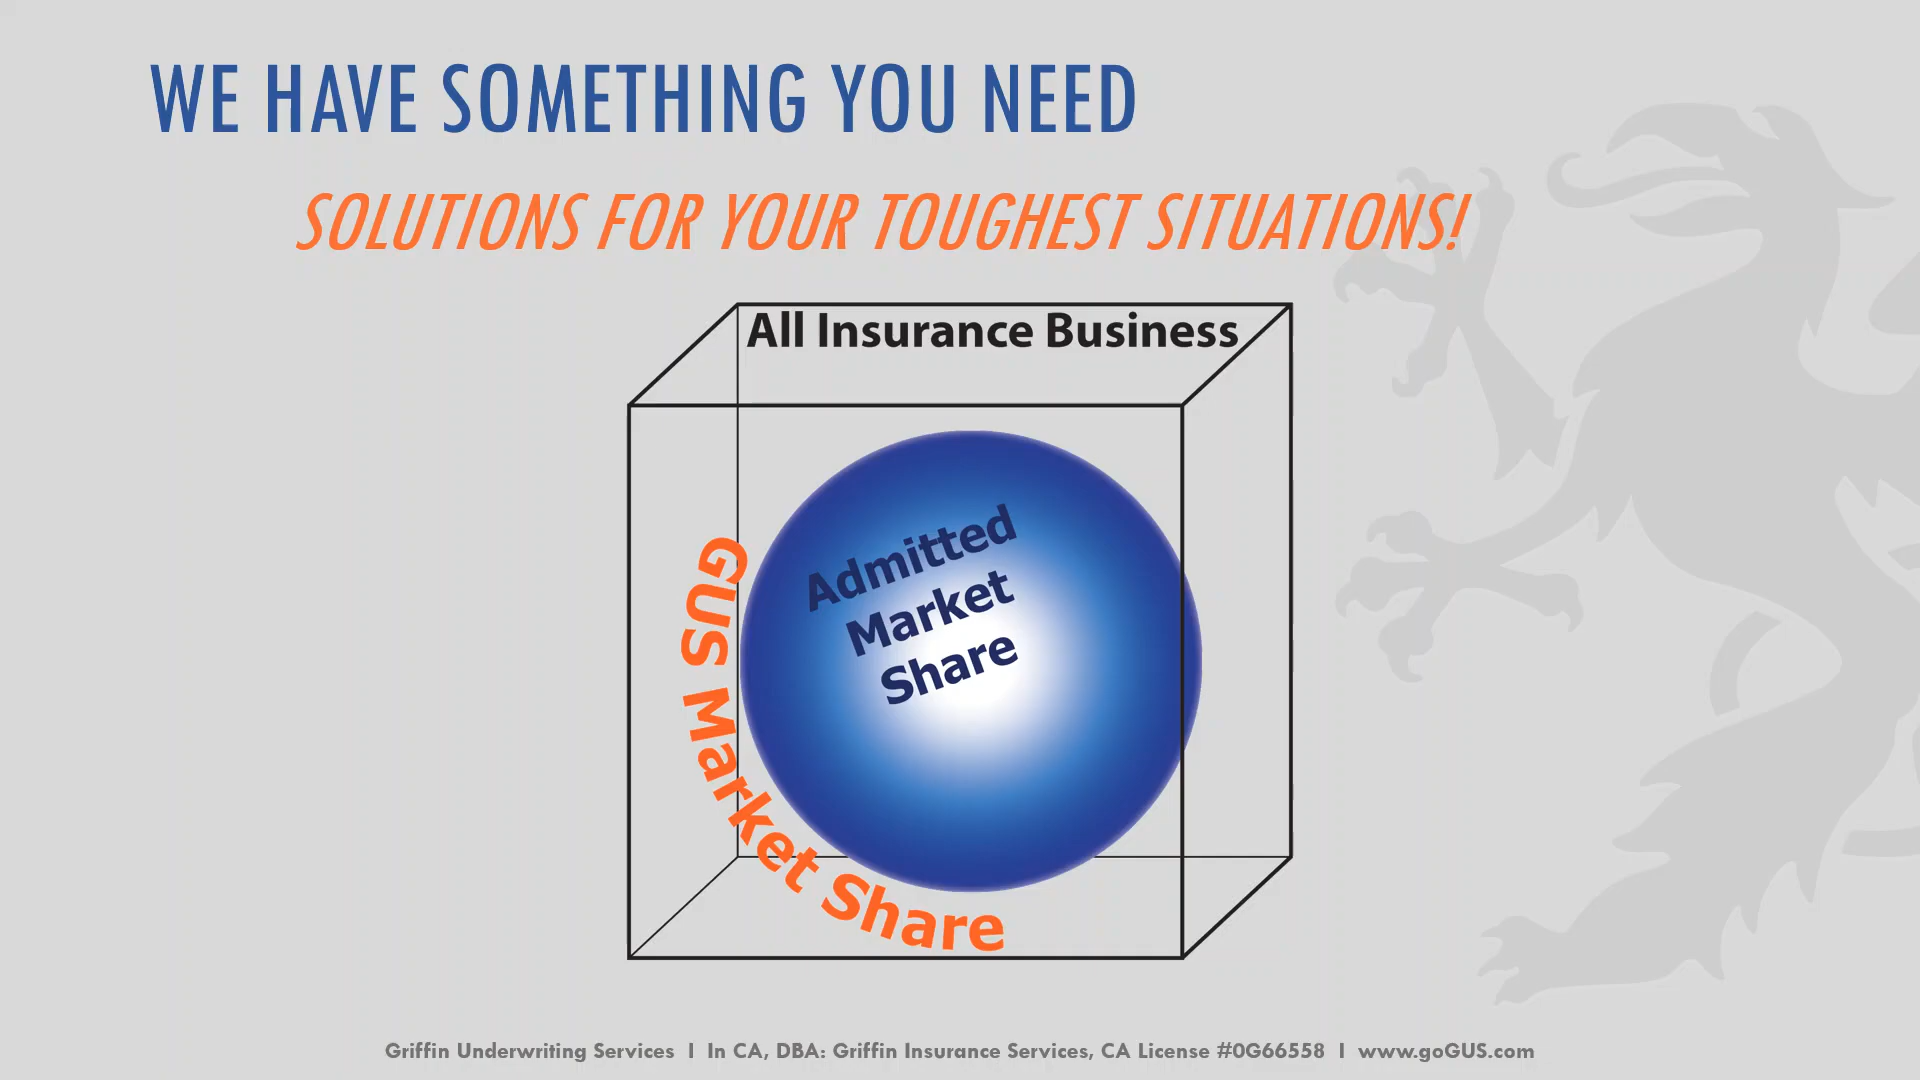 WE HAVE SOMETHING YOU NEED
SOLUTIONS FOR YOUR TOUGHEST SITUATIONS!
All Insurance Business
Admitted
Market
Share
GUS Market Share
Griffin Underwriting Services I In CA, DBA: Griffin Insurance Services, CA License #0G66558 I www.goGUS.com